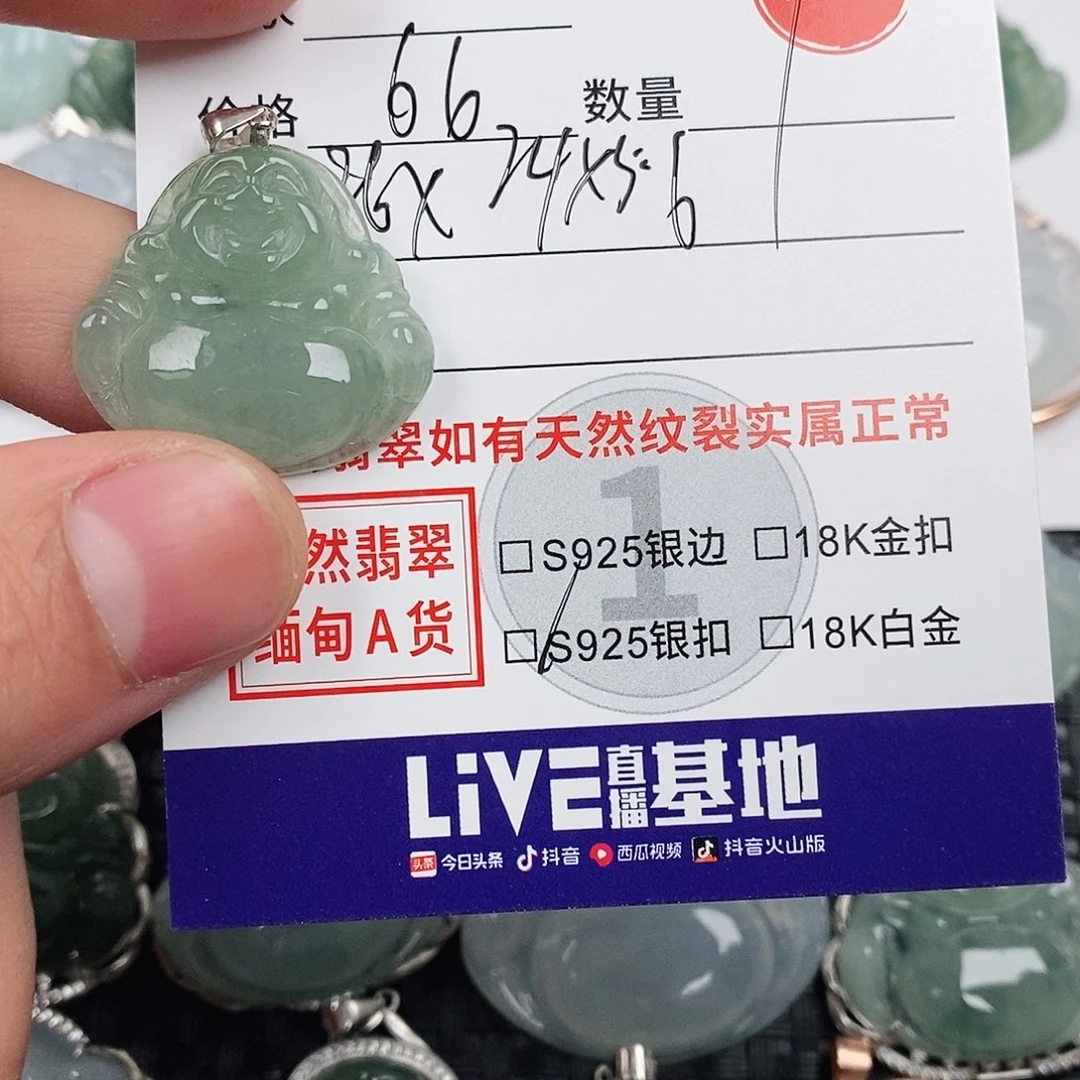 价格 66 数量
26X 24X5.6
翡翠如有天然纹裂实属正常
然翡翠
缅甸A货
□S925银边 □18K金扣
□S925银扣 □18K白金
1
LiVE直播基地
头条 今日头条 抖音 西瓜视频 抖音火山版